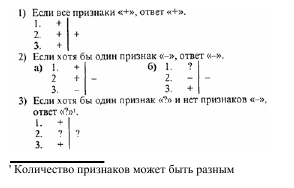 1) Если все признаки «+», ответ «+».
1. +
2. + +
3. +
2) Если хотя бы один признак «–», ответ «–».
а) 1. + б) 1. ?
2 + – 2. – –
3. – 3. +
3) Если хотя бы один признак «?» и нет признаков «–»,
ответ «?»¹.
1. +
2. ? ?
3. +
* Количество признаков может быть разным